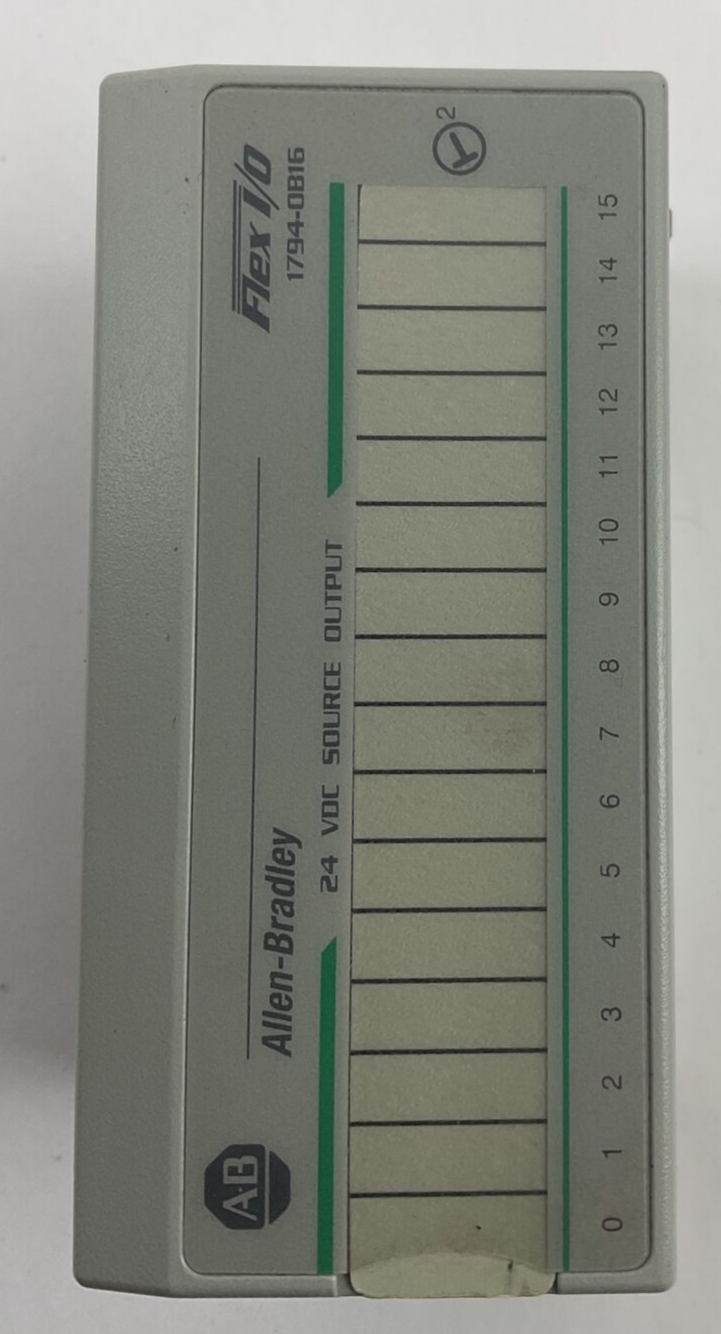 A·B
Allen-Bradley
Flex I/O
1794-OB16
24 VDC SOURCE OUTPUT
2
0 1 2 3 4 5 6 7 8 9 10 11 12 13 14 15